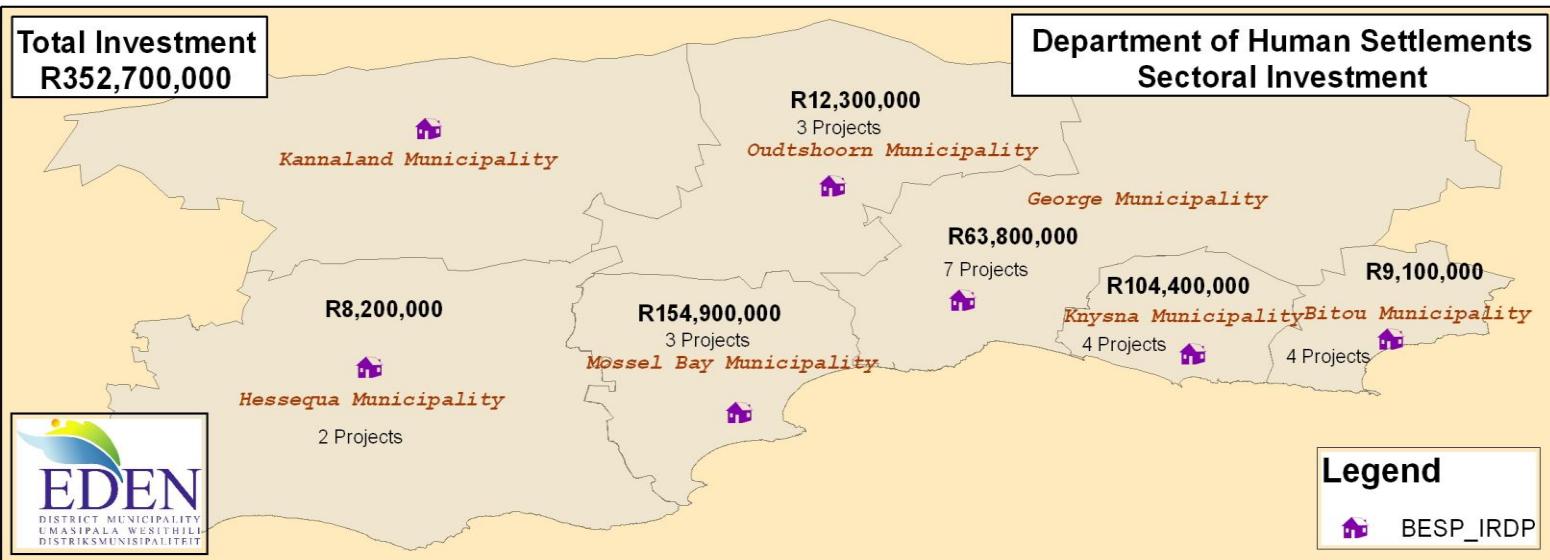 Total Investment
R352,700,000
Department of Human Settlements
Sectoral Investment
Kannaland Municipality
R12,300,000
3 Projects
Oudtshoorn Municipality
George Municipality
R63,800,000
7 Projects
R8,200,000
Hessequa Municipality
2 Projects
R154,900,000
3 Projects
Mossel Bay Municipality
R104,400,000
Knysna Municipality
4 Projects
R9,100,000
Bitou Municipality
4 Projects
EDEN
DISTRICT MUNICIPALITY
UMASIPALA WESITHILI
DISTRIKSMUNISIPALITEIT
Legend
BESP_IRDP